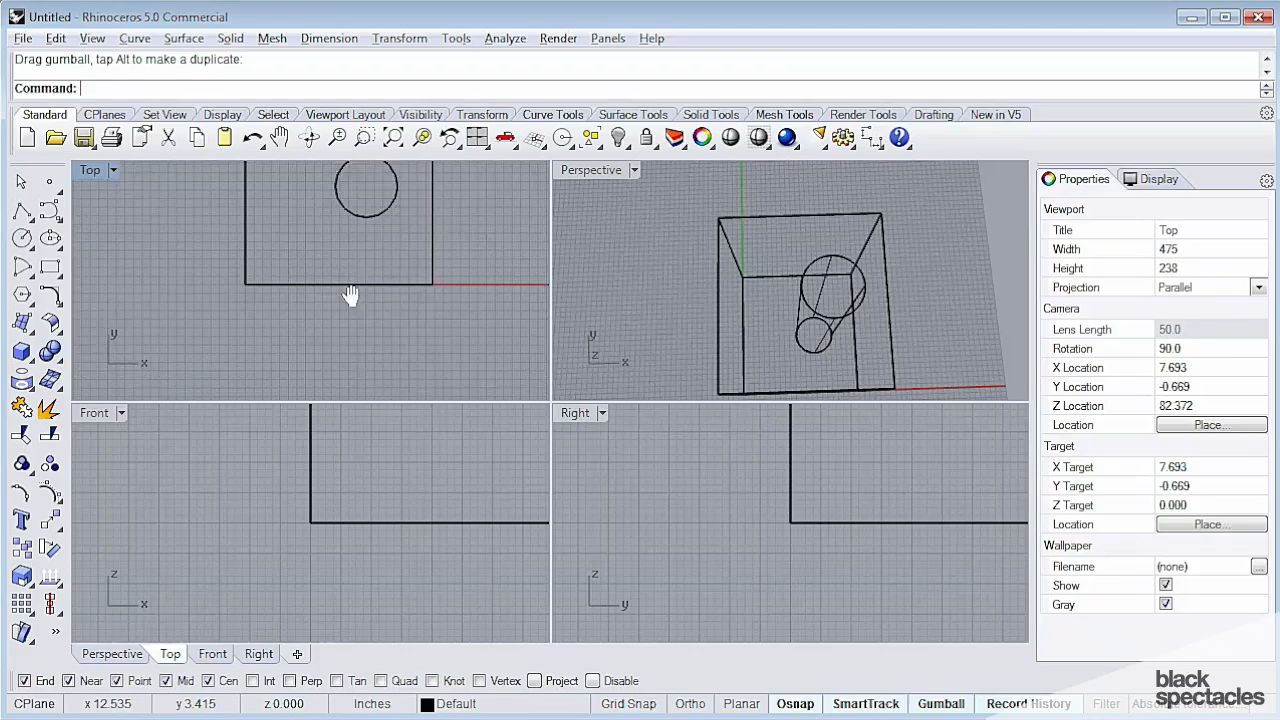 Untitled - Rhinoceros 5.0 Commercial
File Edit View Curve Surface Solid Mesh Dimension Transform Tools Analyze Render Panels Help
Drag gumball, tap Alt to make a duplicate:
Command:
Standard CPlanes Set View Display Select Viewport Layout Visibility Transform Curve Tools Surface Tools Solid Tools Mesh Tools Render Tools Drafting New in V5
Top
Perspective
Properties Display
Viewport
Title Top
Width 475
Height 238
Projection Parallel
Camera
Lens Length 50.0
Rotation 90.0
X Location 7.693
Y Location -0.669
Z Location 82.372
Location Place...
Target
X Target 7.693
Y Target -0.669
Z Target 0.000
Location Place...
Wallpaper
Filename (none) ...
Show
Gray
y
x
y
z
x
Front
Right
z
x
z
y
Perspective Top Front Right
End Near Point Mid Cen Int Perp Tan Quad Knot Vertex Project Disable
CPlane x 12.535 y 3.415 z 0.000 Inches Default Grid Snap Ortho Planar Osnap SmartTrack Gumball Record History Filter
black
spectacles